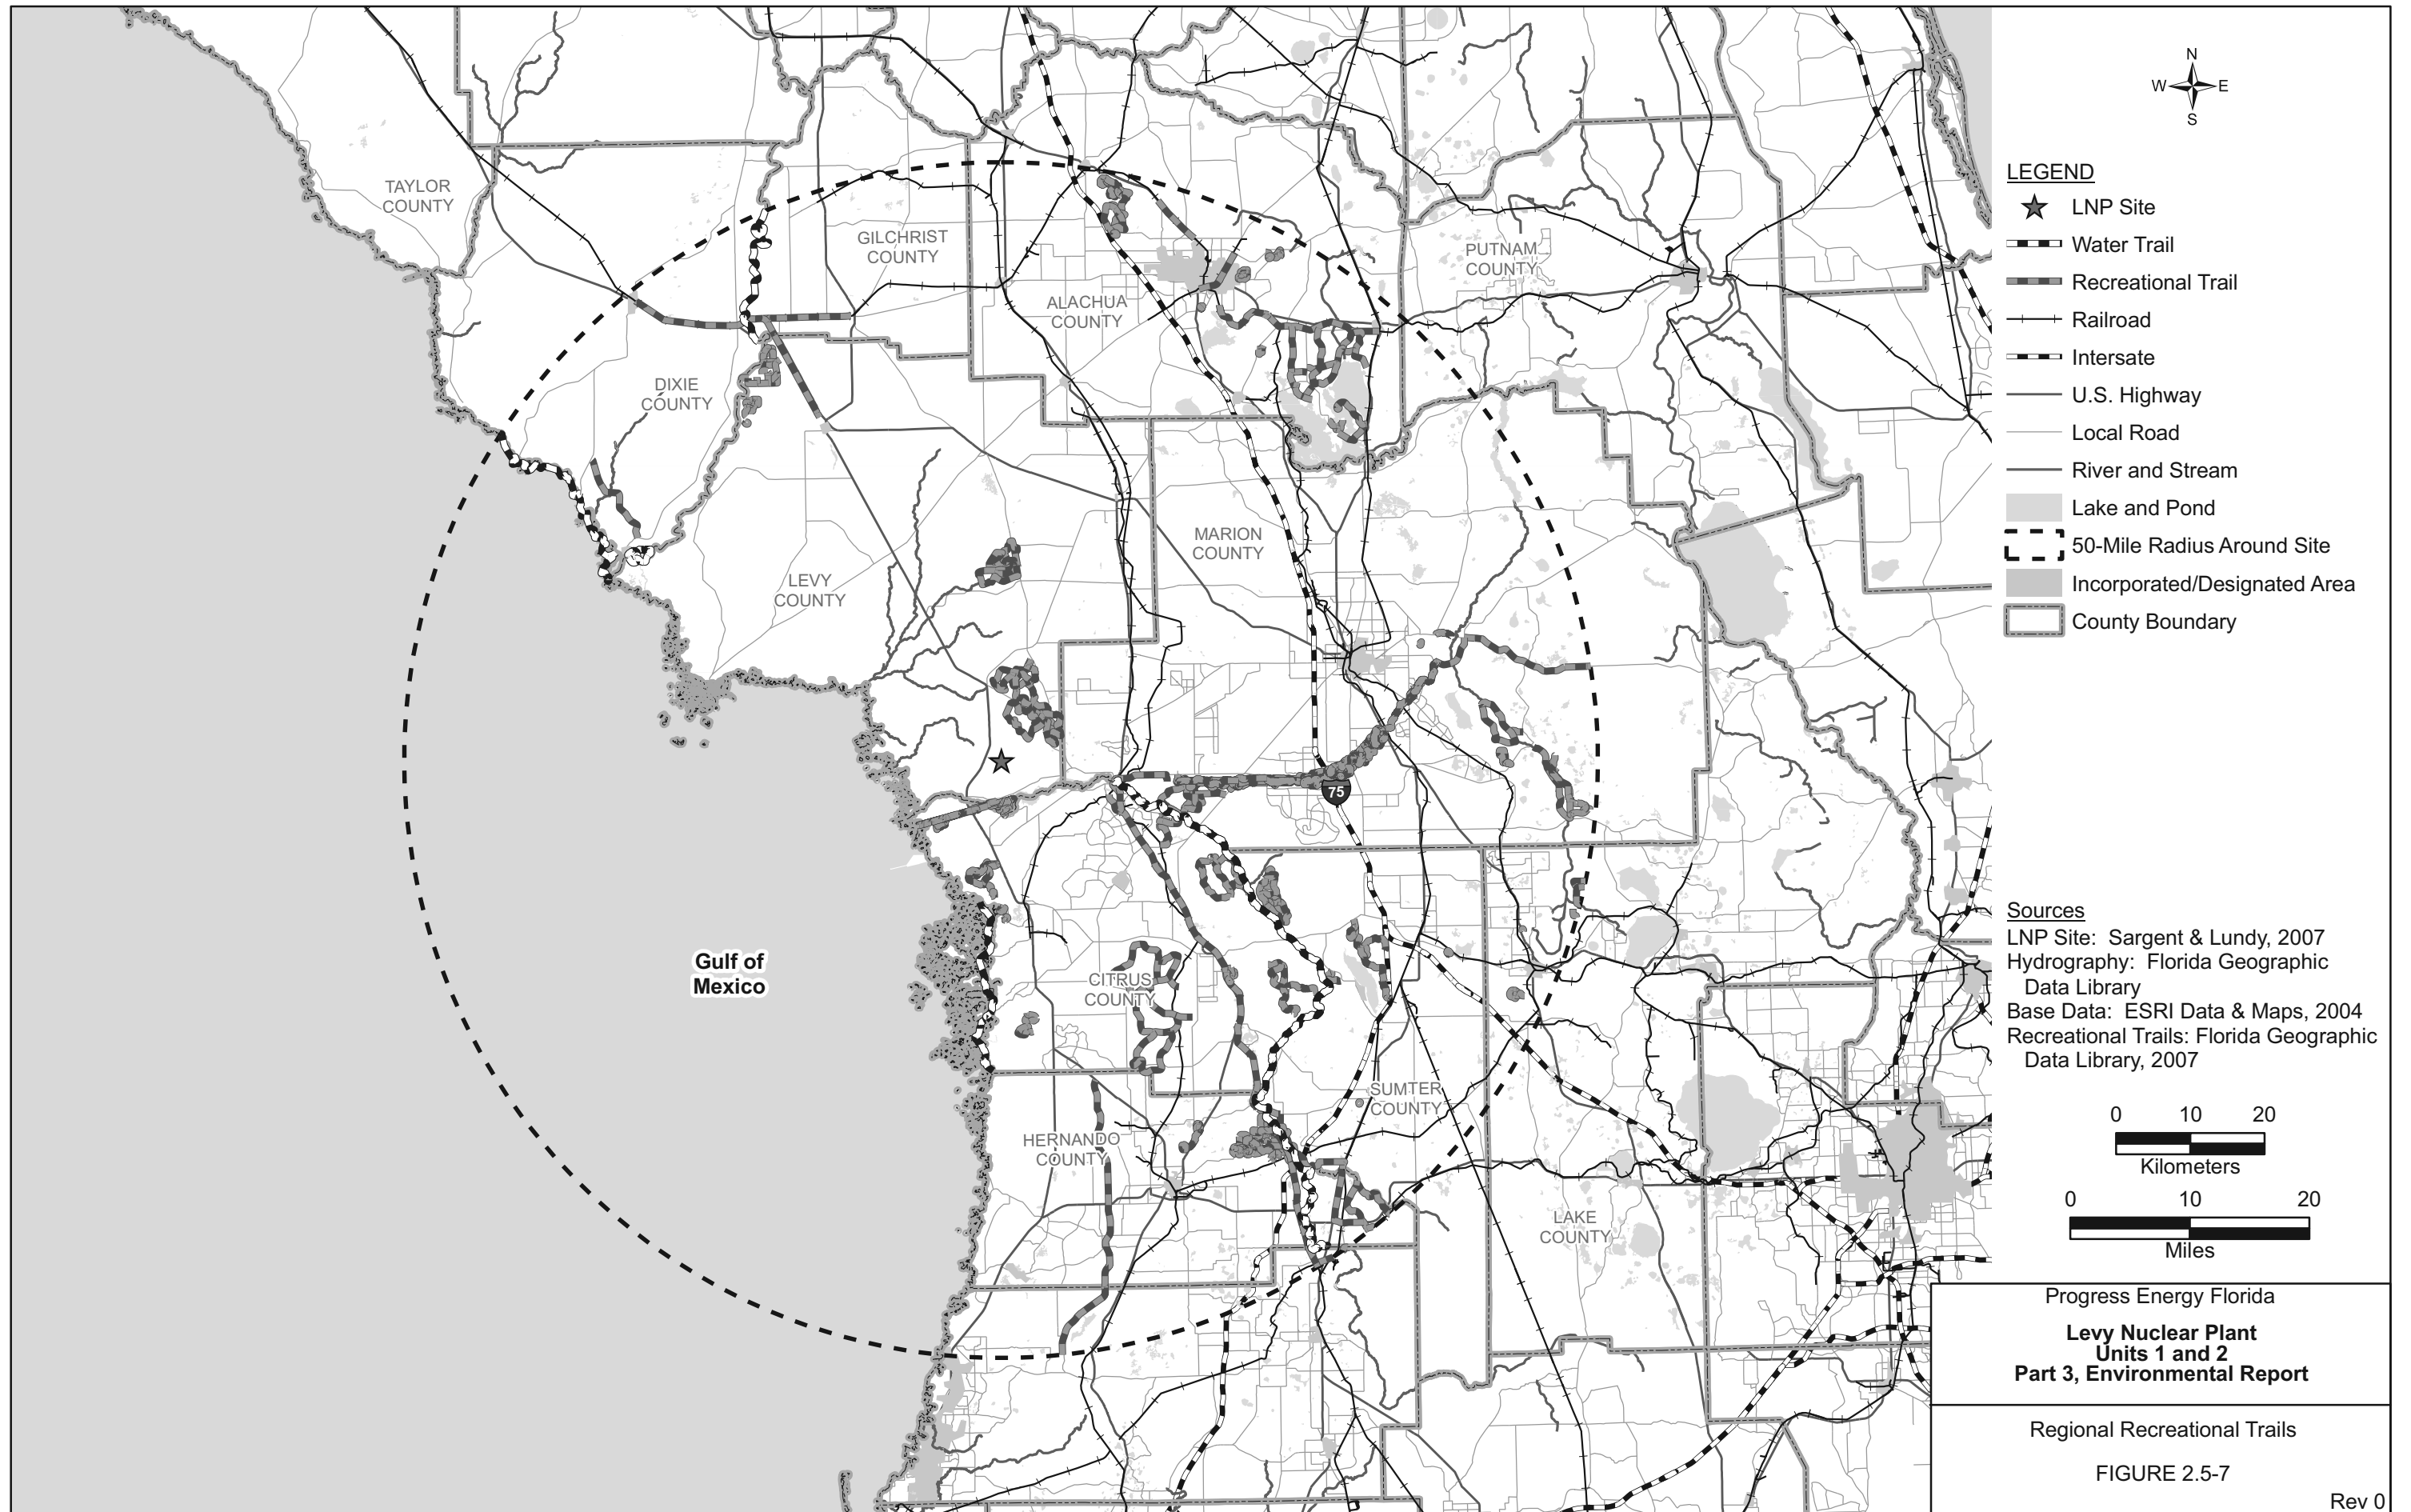 TAYLOR
COUNTY
GILCHRIST
COUNTY
ALACHUA
COUNTY
PUTNAM
COUNTY
DIXIE
COUNTY
LEVY
COUNTY
MARION
COUNTY
75
Gulf of
Mexico
CITRUS
COUNTY
SUMTER
COUNTY
HERNANDO
COUNTY
LAKE
COUNTY
N
W E
S
LEGEND
LNP Site
Water Trail
Recreational Trail
Railroad
Intersate
U.S. Highway
Local Road
River and Stream
Lake and Pond
50-Mile Radius Around Site
Incorporated/Designated Area
County Boundary
Sources
LNP Site: Sargent & Lundy, 2007
Hydrography: Florida Geographic
Data Library
Base Data: ESRI Data & Maps, 2004
Recreational Trails: Florida Geographic
Data Library, 2007
0 10 20
Kilometers
0 10 20
Miles
Progress Energy Florida
Levy Nuclear Plant
Units 1 and 2
Part 3, Environmental Report
Regional Recreational Trails
FIGURE 2.5-7
Rev 0